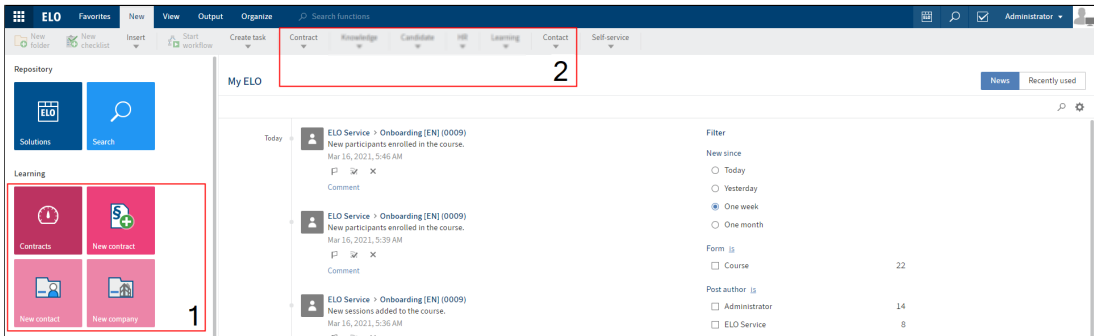 ELO Favorites New View Output Organize Search functions ELO Administrator
New folder New checklist Insert Start workflow Create task Contract Knowledge Candidate HR Learning Contact Self-service
2
Repository
ELO
Solutions Search
Learning
Contracts New contract
New contact New company
1
My ELO News Recently used
Today
ELO Service > Onboarding [EN] (0009)
New participants enrolled in the course.
Mar 16, 2021, 5:46 AM
Comment
ELO Service > Onboarding [EN] (0009)
New participants enrolled in the course.
Mar 16, 2021, 5:39 AM
Comment
ELO Service > Onboarding [EN] (0009)
New sessions added to the course.
Mar 16, 2021, 5:36 AM
Filter
New since
Today
Yesterday
One week
One month
Form is
Course 22
Post author is
Administrator 14
ELO Service 8